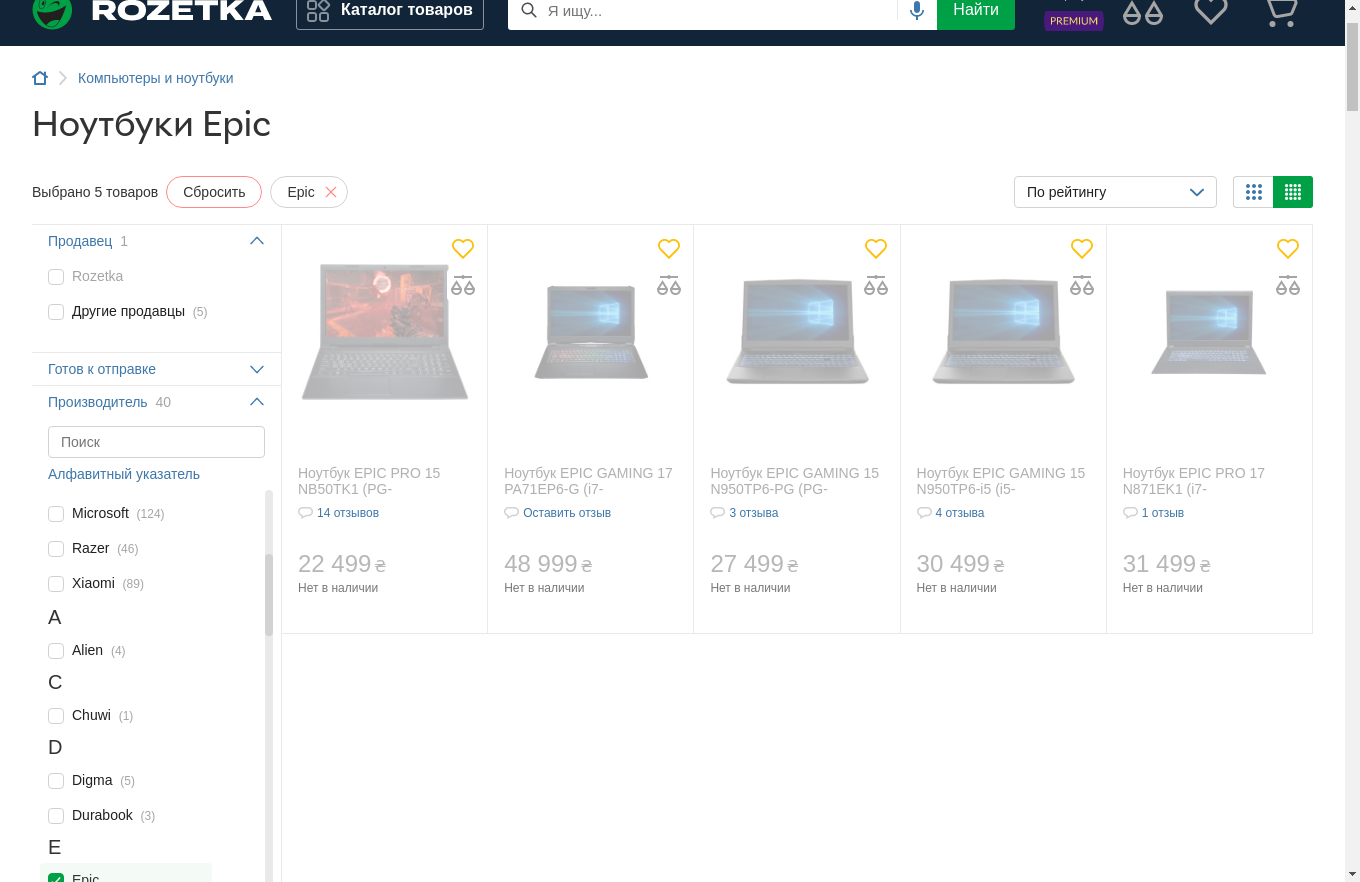 ROZETKA
Каталог товаров
Я ищу...
Найти
PREMIUM
Компьютеры и ноутбуки
Ноутбуки Epic
Выбрано 5 товаров
Сбросить
Epic
По рейтингу
Продавец 1
Rozetka
Другие продавцы (5)
Готов к отправке
Производитель 40
Поиск
Алфавитный указатель
Microsoft (124)
Razer (46)
Xiaomi (89)
A
Alien (4)
C
Chuwi (1)
D
Digma (5)
Durabook (3)
E
Epic
Ноутбук EPIC PRO 15
NB50TK1 (PG-
14 отзывов
22 499 ₴
Нет в наличии
Ноутбук EPIC GAMING 17
PA71EP6-G (i7-
Оставить отзыв
48 999 ₴
Нет в наличии
Ноутбук EPIC GAMING 15
N950TP6-PG (PG-
3 отзыва
27 499 ₴
Нет в наличии
Ноутбук EPIC GAMING 15
N950TP6-i5 (i5-
4 отзыва
30 499 ₴
Нет в наличии
Ноутбук EPIC PRO 17
N871EK1 (i7-
1 отзыв
31 499 ₴
Нет в наличии